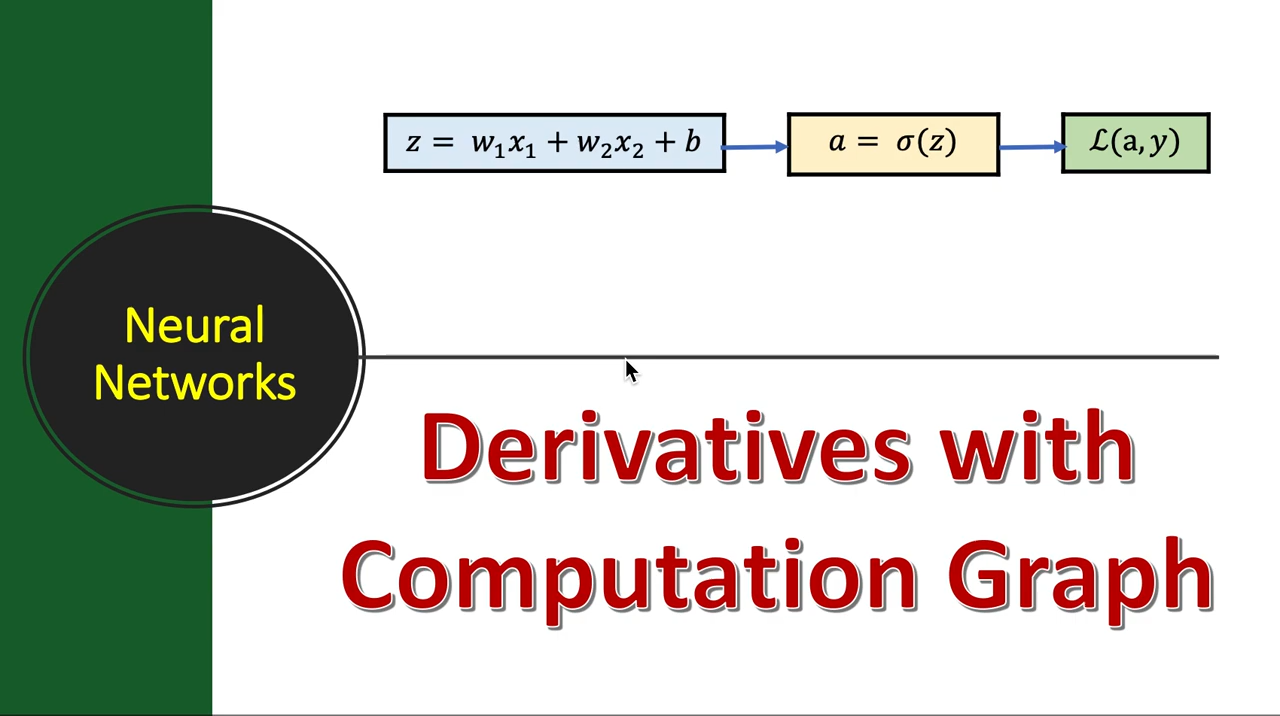 z = w₁x₁ + w₂x₂ + b
a = σ(z)
ℒ(a, y)
Neural
Networks
Derivatives with
Computation Graph